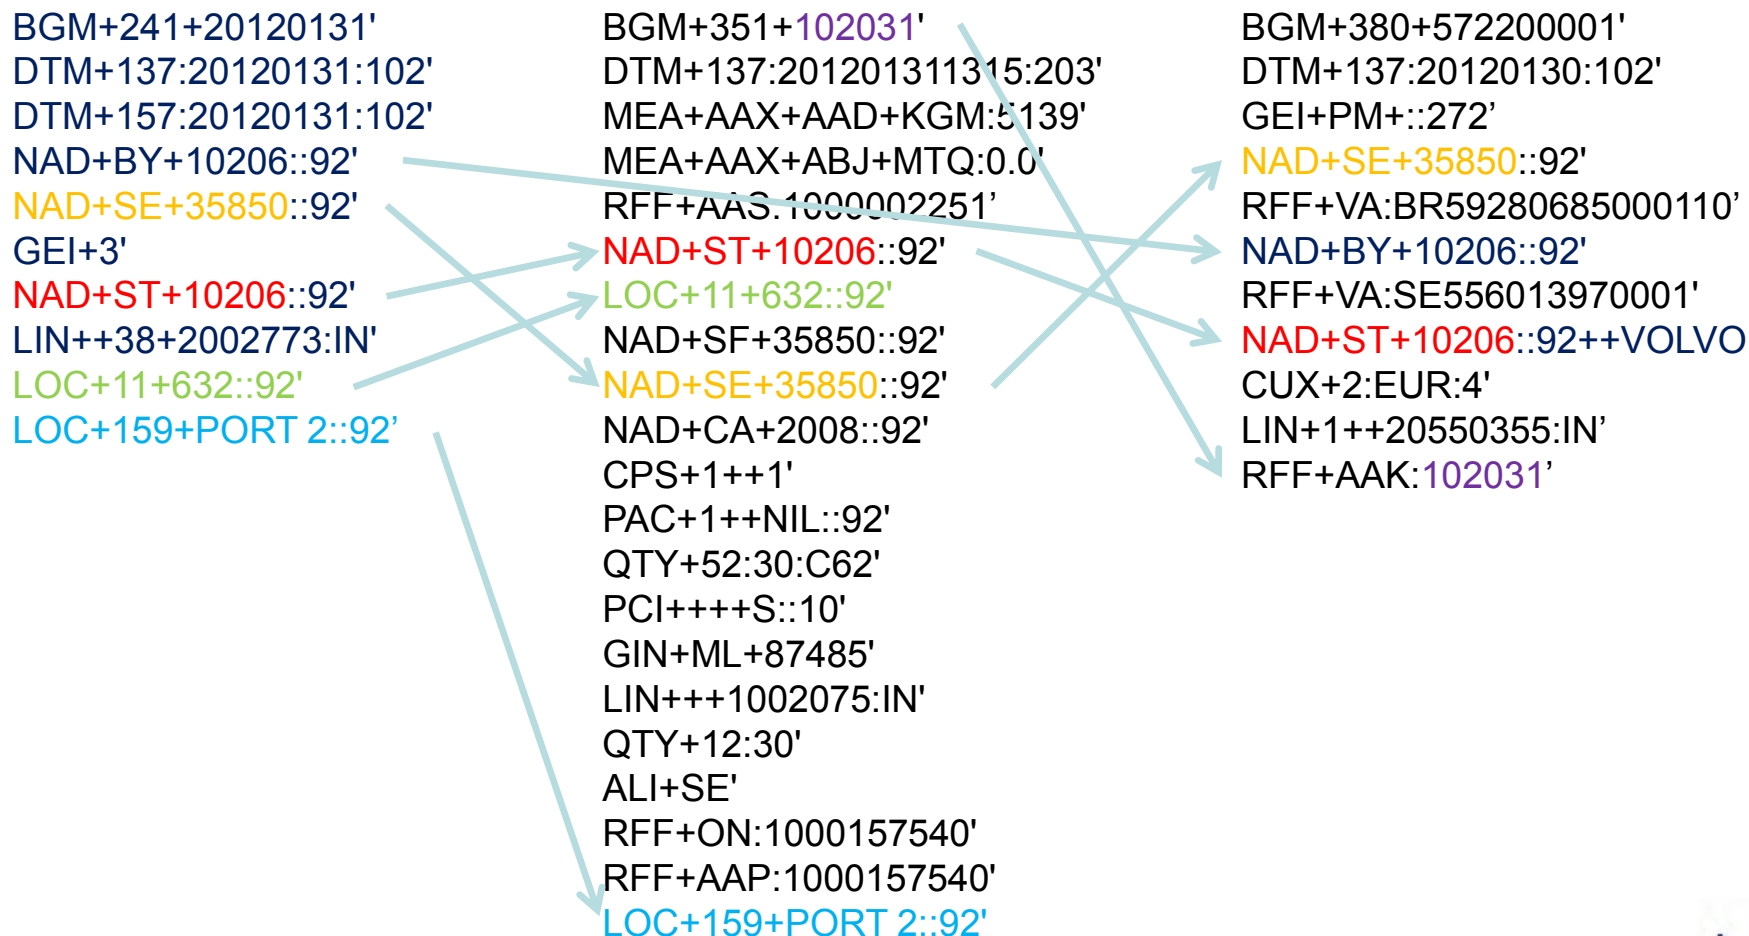 BGM+241+20120131'
DTM+137:20120131:102'
DTM+157:20120131:102'
NAD+BY+10206::92'
NAD+SE+35850::92'
GEI+3'
NAD+ST+10206::92'
LIN++38+2002773:IN'
LOC+11+632::92'
LOC+159+PORT 2::92’
BGM+351+102031'
DTM+137:201201311315:203'
MEA+AAX+AAD+KGM:5139'
MEA+AAX+ABJ+MTQ:0.0'
RFF+AAS:1000002251’
NAD+ST+10206::92'
LOC+11+632::92'
NAD+SF+35850::92'
NAD+SE+35850::92'
NAD+CA+2008::92'
CPS+1++1'
PAC+1++NIL::92'
QTY+52:30:C62'
PCI++++S::10'
GIN+ML+87485'
LIN+++1002075:IN'
QTY+12:30'
ALI+SE'
RFF+ON:1000157540'
RFF+AAP:1000157540'
LOC+159+PORT 2::92'
BGM+380+572200001'
DTM+137:20120130:102'
GEI+PM+::272’
NAD+SE+35850::92'
RFF+VA:BR59280685000110’
NAD+BY+10206::92'
RFF+VA:SE556013970001'
NAD+ST+10206::92++VOLVO
CUX+2:EUR:4'
LIN+1++20550355:IN’
RFF+AAK:102031’